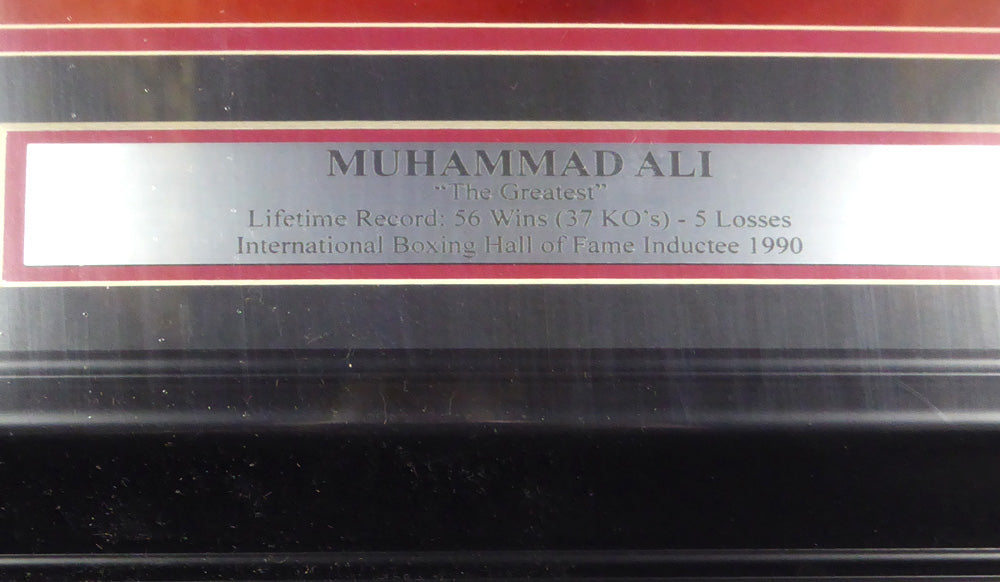 MUHAMMAD ALI
"The Greatest"
Lifetime Record: 56 Wins (37 KO's) - 5 Losses
International Boxing Hall of Fame Inductee 1990